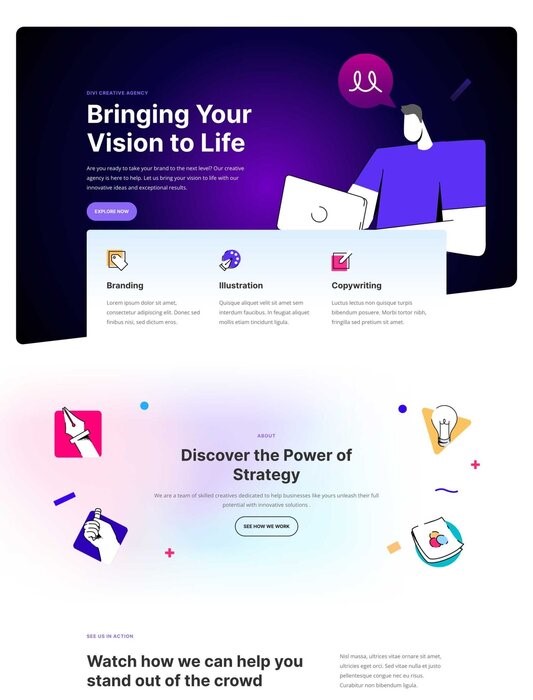 DIVI CREATIVE AGENCY
Bringing Your
Vision to Life
Are you ready to take your brand to the next level? Our creative
agency is here to help. Let us bring your vision to life with our
innovative ideas and exceptional results.
EXPLORE NOW
Branding
Lorem ipsum dolor sit amet,
consectetur adipiscing elit. Donec sed
finibus nisi, sed dictum eros.
Illustration
Quisque aliquet velit sit amet sem
interdum faucibus. In feugiat aliquet
mollis etiam tincidunt ligula.
Copywriting
Luctus lectus non quisque turpis
bibendum posuere. Morbi tortor nibh,
fringilla sed pretium sit amet.
ABOUT
Discover the Power of
Strategy
We are a team of skilled creatives dedicated to help businesses like yours unleash their full
potential with innovative solutions.
SEE HOW WE WORK
SEE US IN ACTION
Watch how we can help you
stand out of the crowd
Nisl massa, ultrices vitae ornare sit amet,
ultricies eget orci. Sed vitae nulla et justo
pellentesque congue nec eu risus.
Curabitur non bibendum ligula.